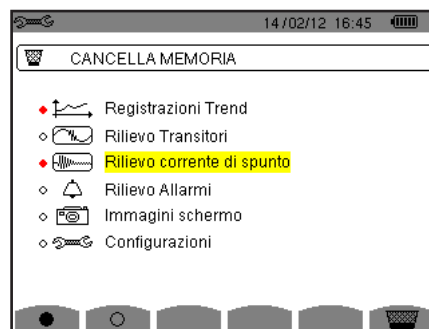 14/02/12 16:45
CANCELLA MEMORIA
Registrazioni Trend
Rilievo Transitori
Rilievo corrente di spunto
Rilievo Allarmi
Immagini schermo
Configurazioni